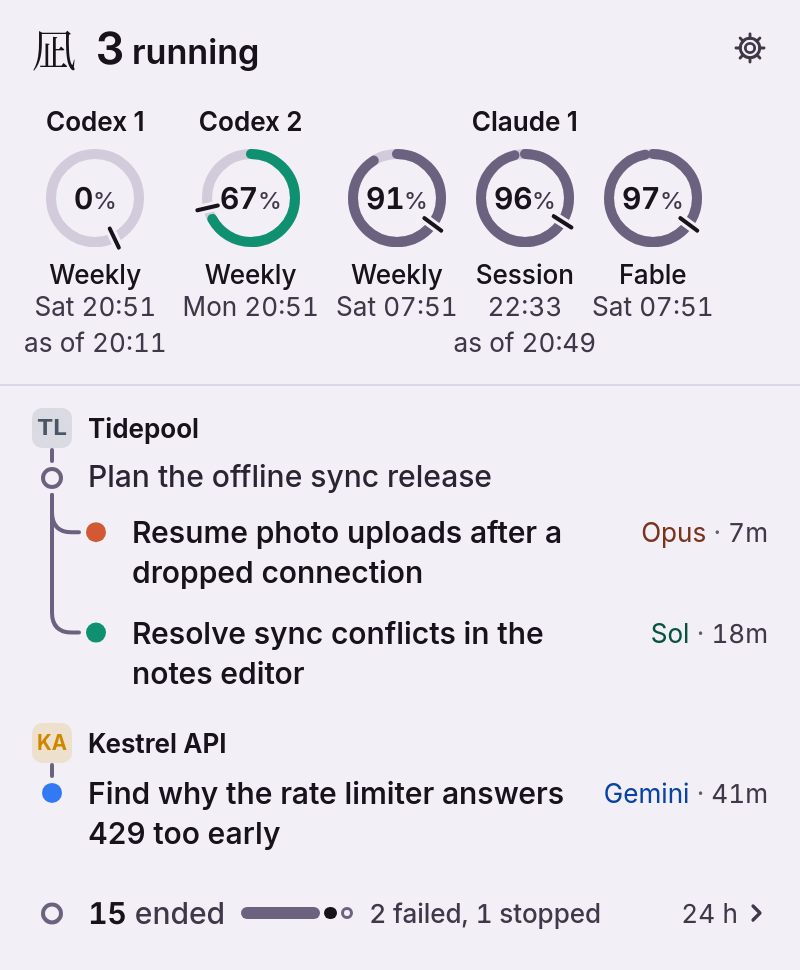 凪 3 running
Codex 1 Codex 2 Claude 1
0% 67% 91% 96% 97%
Weekly Weekly Weekly Session Fable
Sat 20:51 Mon 20:51 Sat 07:51 22:33 Sat 07:51
as of 20:11 as of 20:49
TL Tidepool
Plan the offline sync release
Resume photo uploads after a Opus · 7m
dropped connection
Resolve sync conflicts in the Sol · 18m
notes editor
KA Kestrel API
Find why the rate limiter answers Gemini · 41m
429 too early
15 ended 2 failed, 1 stopped 24 h